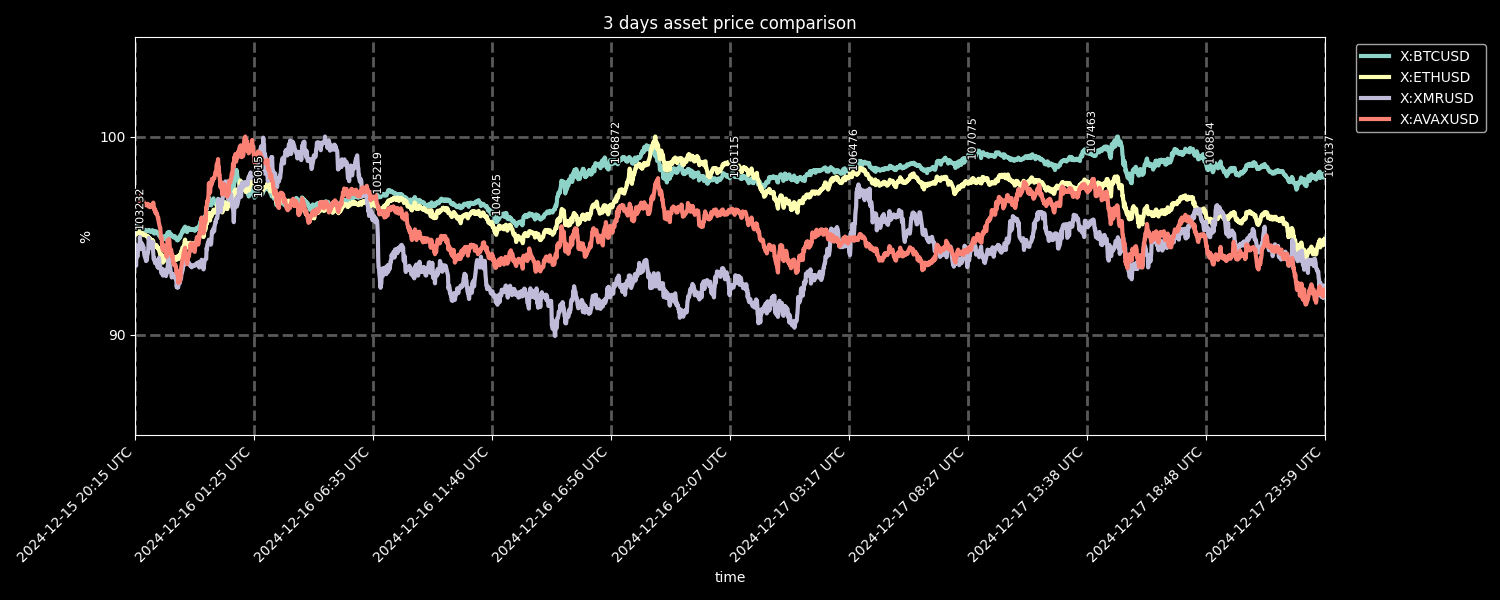 3 days asset price comparison
X:BTCUSD
X:ETHUSD
X:XMRUSD
X:AVAXUSD
100
90
%
103232
105015
105219
104025
106872
106115
106476
107075
107463
106854
106137
2024-12-15 20:15 UTC
2024-12-16 01:25 UTC
2024-12-16 06:35 UTC
2024-12-16 11:46 UTC
2024-12-16 16:56 UTC
2024-12-16 22:07 UTC
2024-12-17 03:17 UTC
2024-12-17 08:27 UTC
2024-12-17 13:38 UTC
2024-12-17 18:48 UTC
2024-12-17 23:59 UTC
time